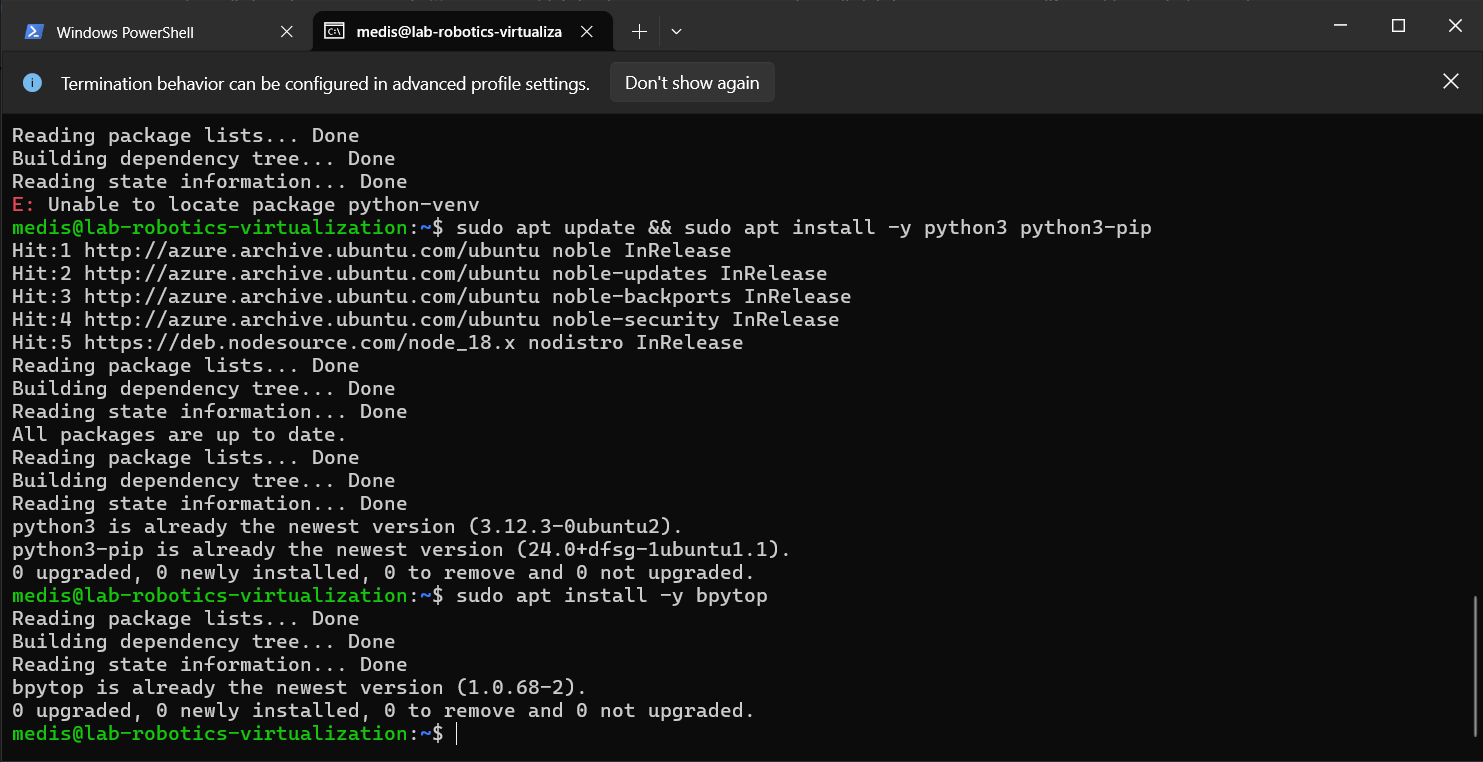 Windows PowerShell
medis@lab-robotics-virtualiza
Termination behavior can be configured in advanced profile settings. Don't show again
Reading package lists... Done
Building dependency tree... Done
Reading state information... Done
E: Unable to locate package python-venv
medis@lab-robotics-virtualization:~$ sudo apt update && sudo apt install -y python3 python3-pip
Hit:1 http://azure.archive.ubuntu.com/ubuntu noble InRelease
Hit:2 http://azure.archive.ubuntu.com/ubuntu noble-updates InRelease
Hit:3 http://azure.archive.ubuntu.com/ubuntu noble-backports InRelease
Hit:4 http://azure.archive.ubuntu.com/ubuntu noble-security InRelease
Hit:5 https://deb.nodesource.com/node_18.x nodistro InRelease
Reading package lists... Done
Building dependency tree... Done
Reading state information... Done
All packages are up to date.
Reading package lists... Done
Building dependency tree... Done
Reading state information... Done
python3 is already the newest version (3.12.3-0ubuntu2).
python3-pip is already the newest version (24.0+dfsg-1ubuntu1.1).
0 upgraded, 0 newly installed, 0 to remove and 0 not upgraded.
medis@lab-robotics-virtualization:~$ sudo apt install -y bpytop
Reading package lists... Done
Building dependency tree... Done
Reading state information... Done
bpytop is already the newest version (1.0.68-2).
0 upgraded, 0 newly installed, 0 to remove and 0 not upgraded.
medis@lab-robotics-virtualization:~$